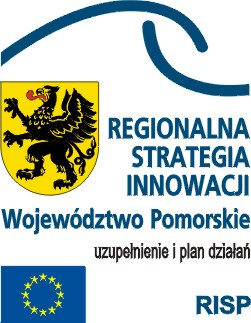 REGIONALNA
STRATEGIA
INNOWACJI
Województwo Pomorskie
uzupełnienie i plan działań
RISP